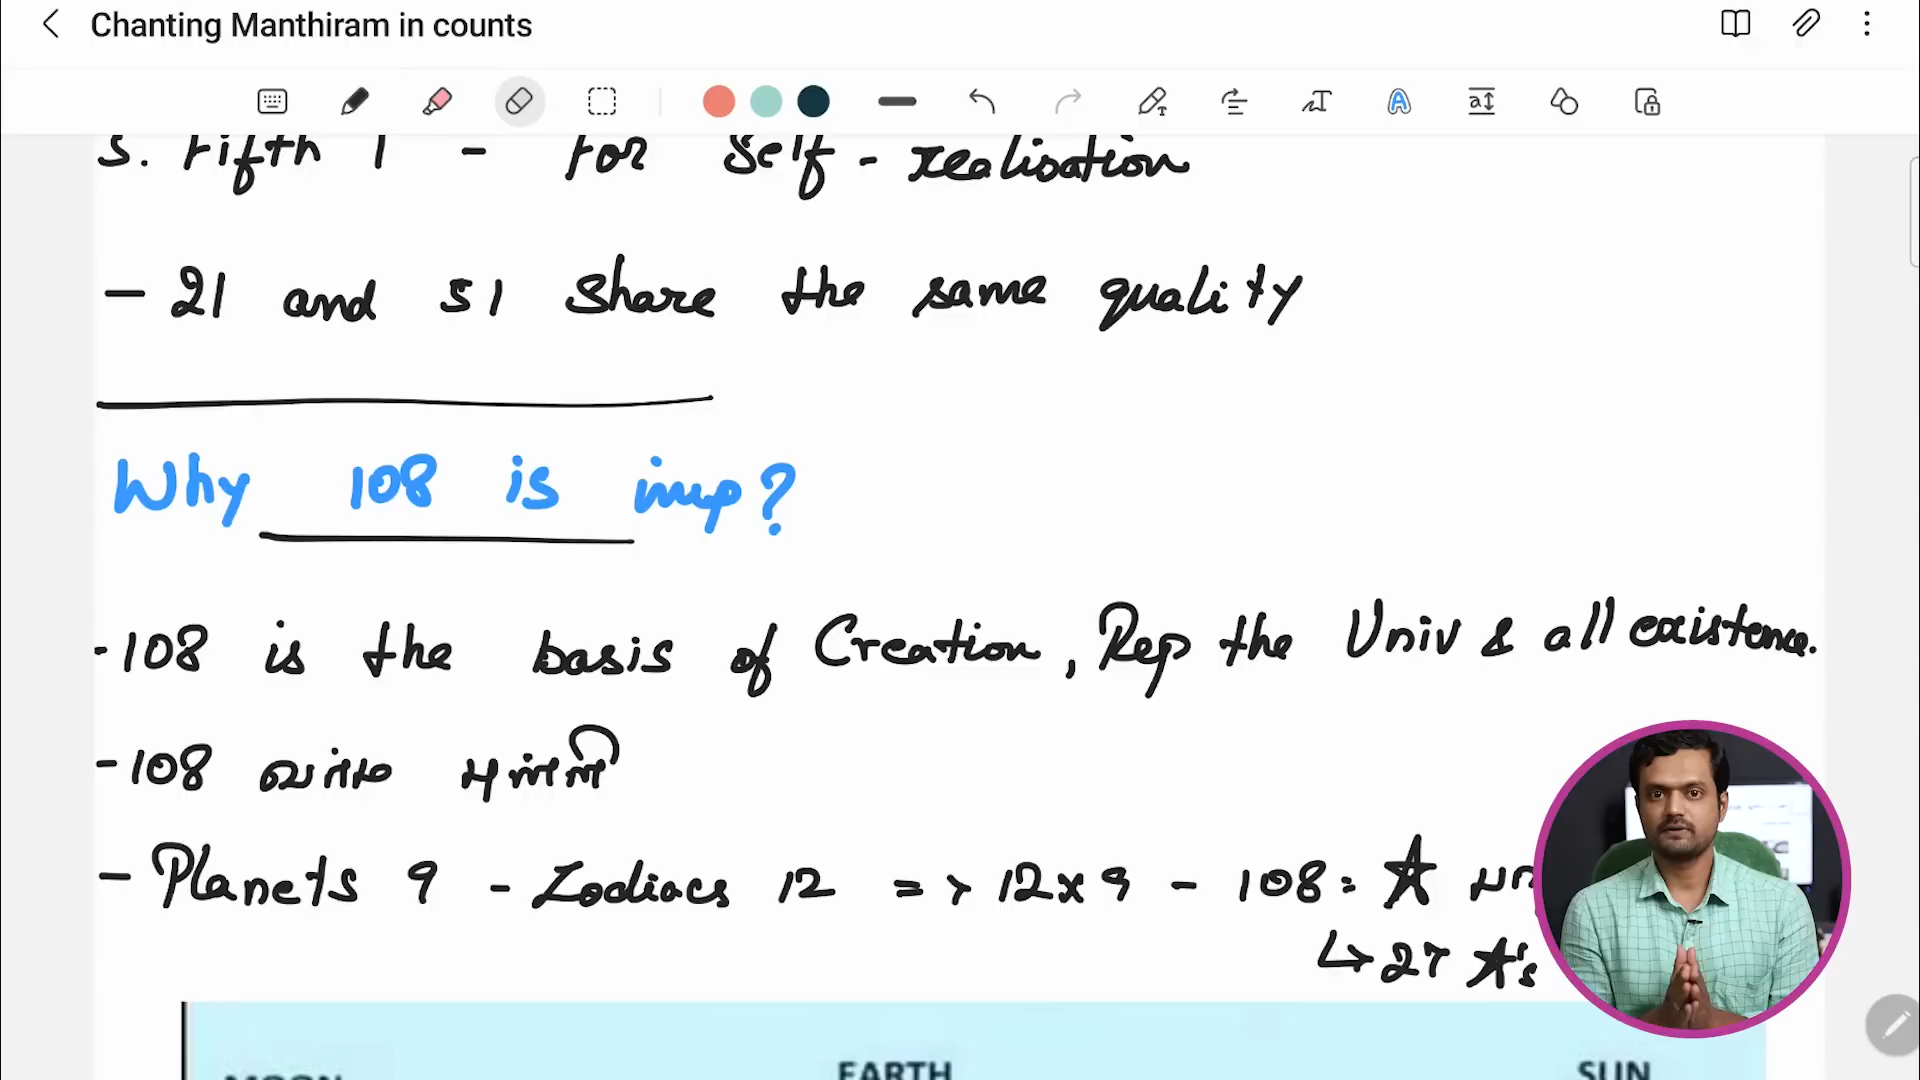 Chanting Manthiram in counts
5. Fifth 1 - For Self-realisation
- 21 and 51 share the same quality
Why 108 is imp?
-108 is the basis of Creation, Rep the Univ & all existence.
-108
- Planets 9 - Zodiacs 12 => 12x9 - 108 = ★
↳ 27 ★'s
MOON EARTH SUN